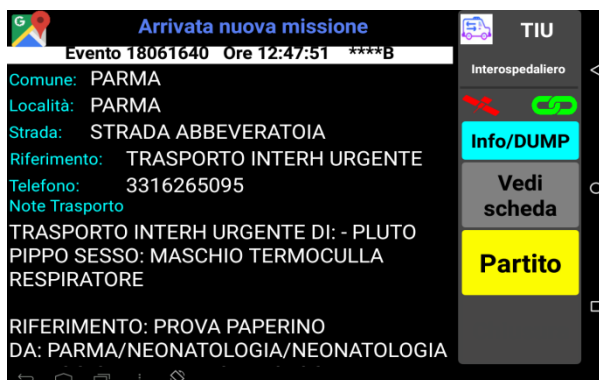 Arrivata nuova missione
Evento 18061640 Ore 12:47:51 ****B
Comune: PARMA
Località: PARMA
Strada: STRADA ABBEVERATOIA
Riferimento: TRASPORTO INTERH URGENTE
Telefono: 3316265095
Note Trasporto
TRASPORTO INTERH URGENTE DI: - PLUTO
PIPPO SESSO: MASCHIO TERMOCULLA
RESPIRATORE
RIFERIMENTO: PROVA PAPERINO
DA: PARMA/NEONATOLOGIA/NEONATOLOGIA
G
TIU
Interospedaliero
Info/DUMP
Vedi
scheda
Partito